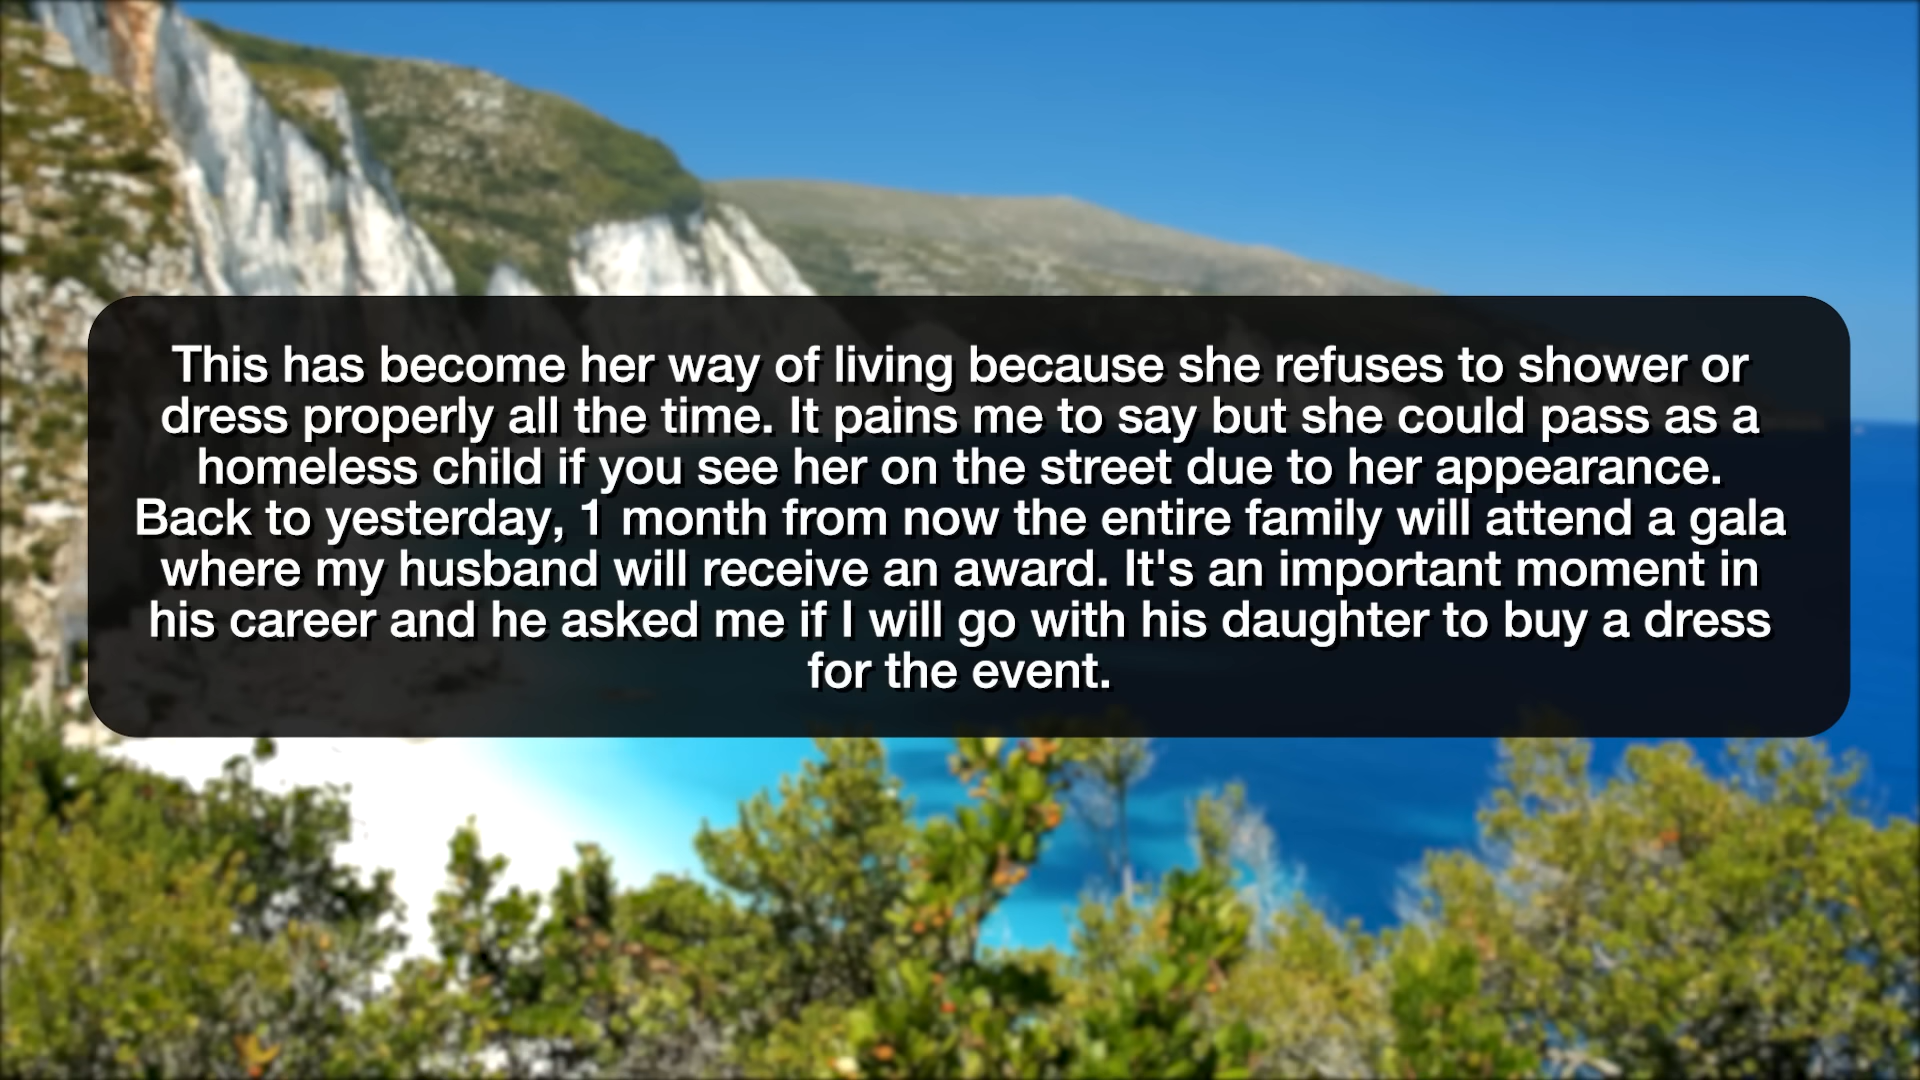 This has become her way of living because she refuses to shower or
dress properly all the time. It pains me to say but she could pass as a
homeless child if you see her on the street due to her appearance.
Back to yesterday, 1 month from now the entire family will attend a gala
where my husband will receive an award. It's an important moment in
his career and he asked me if I will go with his daughter to buy a dress
for the event.